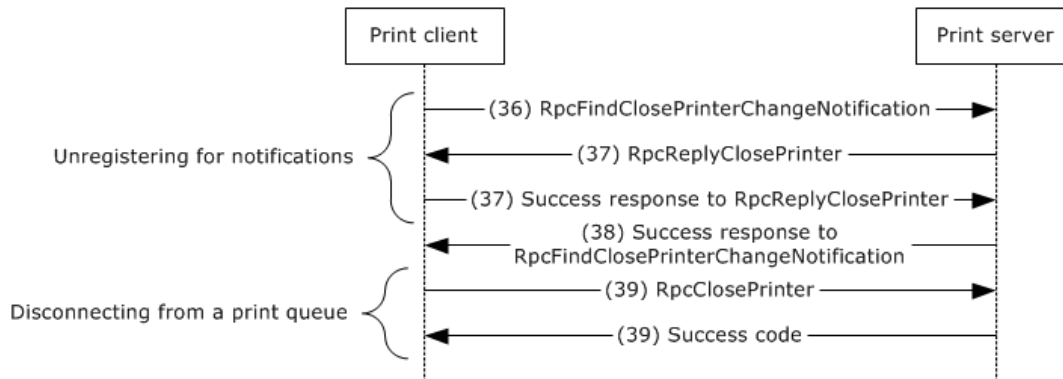 Print client
Print server
(36) RpcFindClosePrinterChangeNotification
Unregistering for notifications
(37) RpcReplyClosePrinter
(37) Success response to RpcReplyClosePrinter
(38) Success response to
RpcFindClosePrinterChangeNotification
(39) RpcClosePrinter
Disconnecting from a print queue
(39) Success code